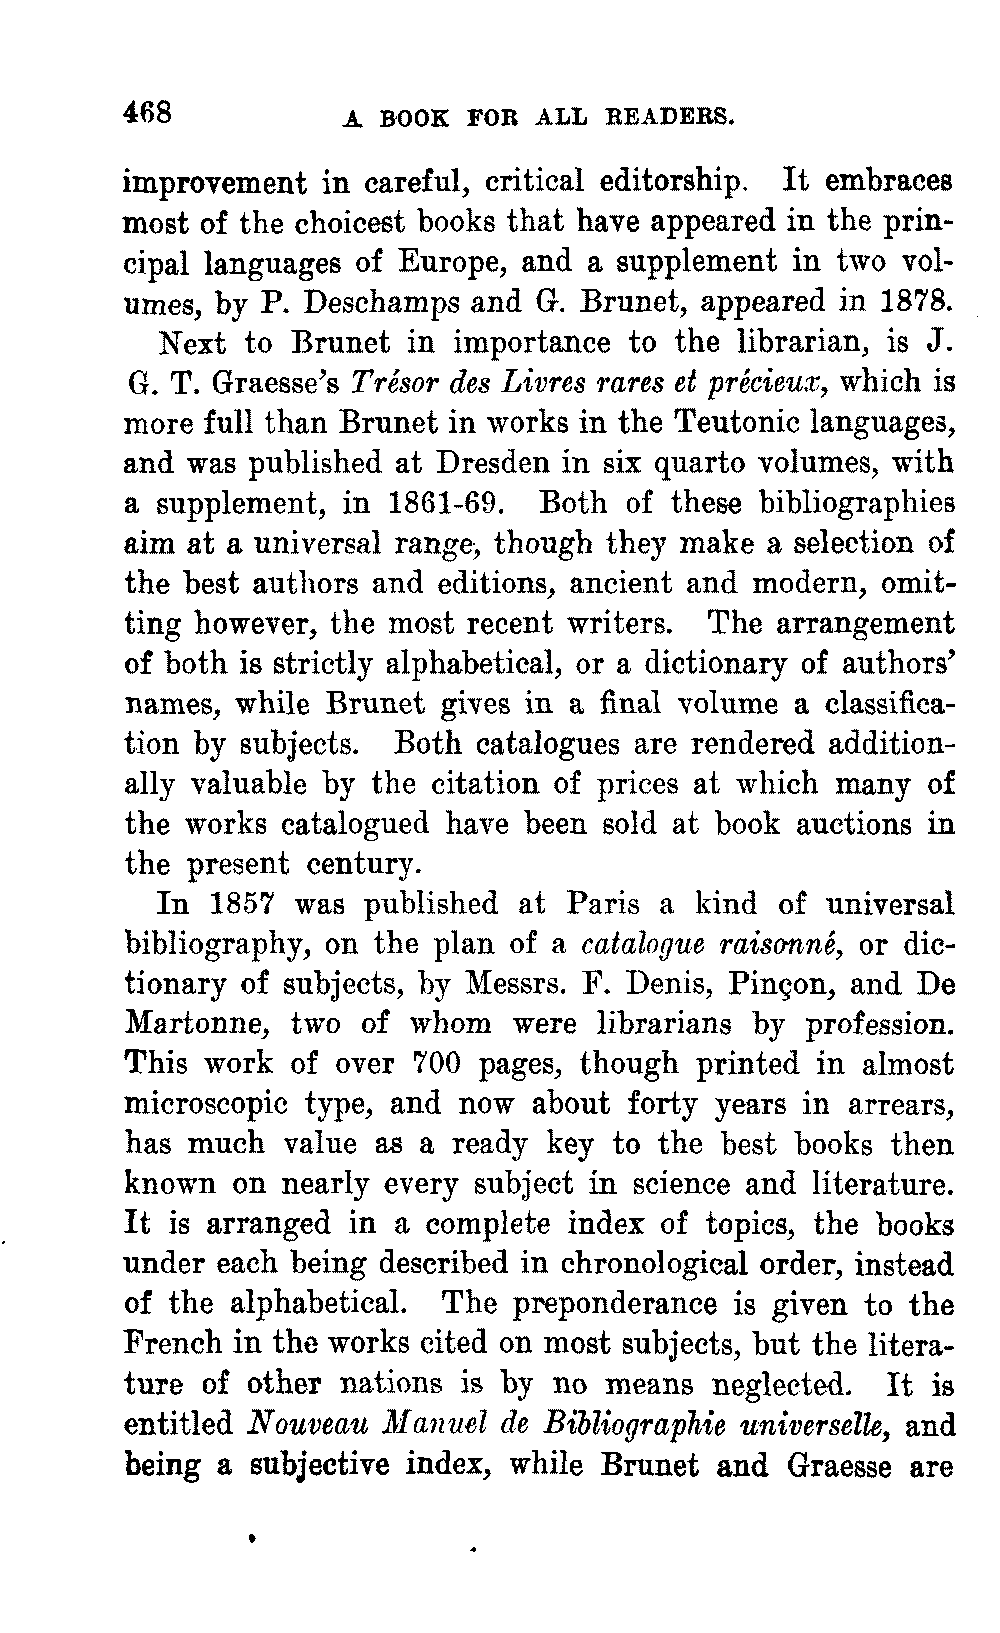 468 A BOOK FOR ALL READERS.
improvement in careful, critical editorship. It embraces
most of the choicest books that have appeared in the prin-
cipal languages of Europe, and a supplement in two vol-
umes, by P. Deschamps and G. Brunet, appeared in 1878.
Next to Brunet in importance to the librarian, is J.
G. T. Graesse's Trésor des Livres rares et précieux, which is
more full than Brunet in works in the Teutonic languages,
and was published at Dresden in six quarto volumes, with
a supplement, in 1861-69. Both of these bibliographies
aim at a universal range, though they make a selection of
the best authors and editions, ancient and modern, omit-
ting however, the most recent writers. The arrangement
of both is strictly alphabetical, or a dictionary of authors'
names, while Brunet gives in a final volume a classifica-
tion by subjects. Both catalogues are rendered addition-
ally valuable by the citation of prices at which many of
the works catalogued have been sold at book auctions in
the present century.
In 1857 was published at Paris a kind of universal
bibliography, on the plan of a catalogue raisonné, or dic-
tionary of subjects, by Messrs. F. Denis, Pinçon, and De
Martonne, two of whom were librarians by profession.
This work of over 700 pages, though printed in almost
microscopic type, and now about forty years in arrears,
has much value as a ready key to the best books then
known on nearly every subject in science and literature.
It is arranged in a complete index of topics, the books
under each being described in chronological order, instead
of the alphabetical. The preponderance is given to the
French in the works cited on most subjects, but the litera-
ture of other nations is by no means neglected. It is
entitled Nouveau Manuel de Bibliographie universelle, and
being a subjective index, while Brunet and Graesse are